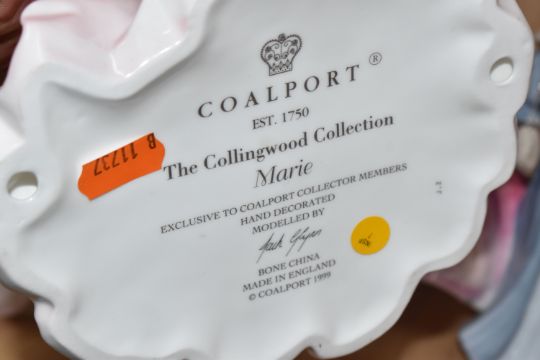 COALPORT ®
EST. 1750
The Collingwood Collection
Marie
EXCLUSIVE TO COALPORT COLLECTOR MEMBERS
HAND DECORATED
MODELLED BY
BONE CHINA
MADE IN ENGLAND
© COALPORT 1999
B 11737